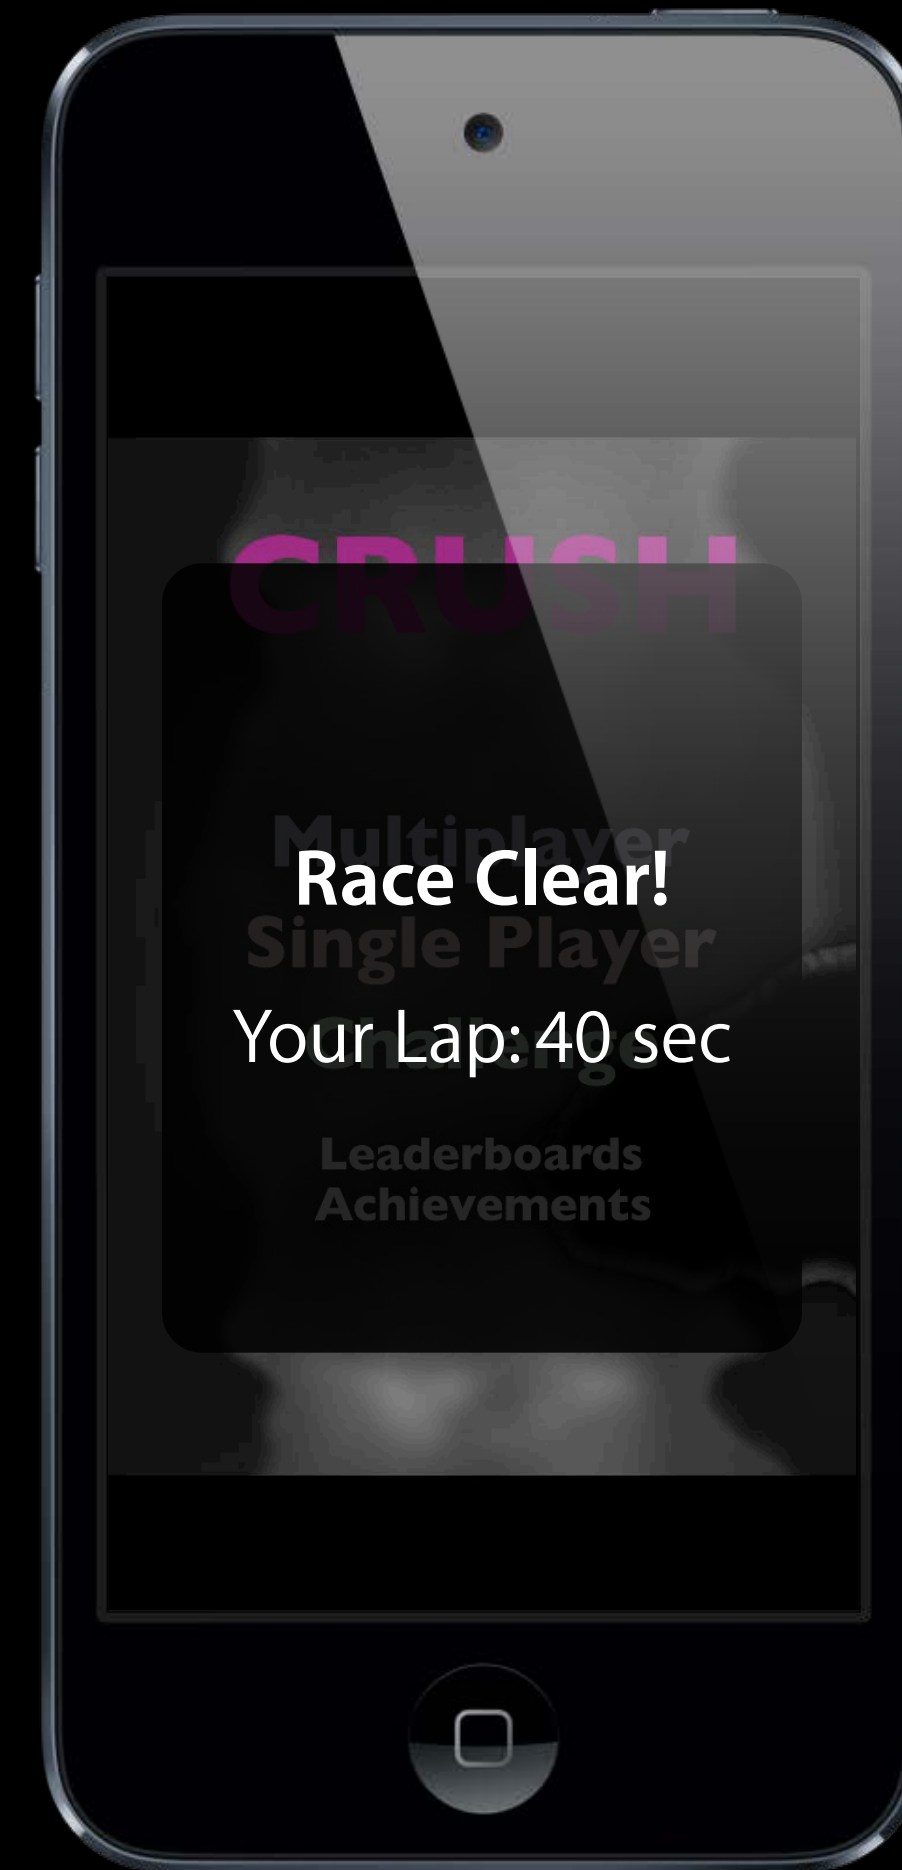 CRUSH
Multiplayer
Race Clear!
Single Player
Your Lap: 40 sec
Challenge
Leaderboards
Achievements